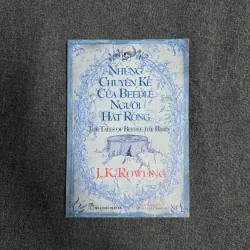 NHỮNG
CHUYỆN KỂ
CỦA BEEDLE
NGƯỜI
HÁT RONG
THE TALES OF BEEDLE THE BARD
J.K. ROWLING